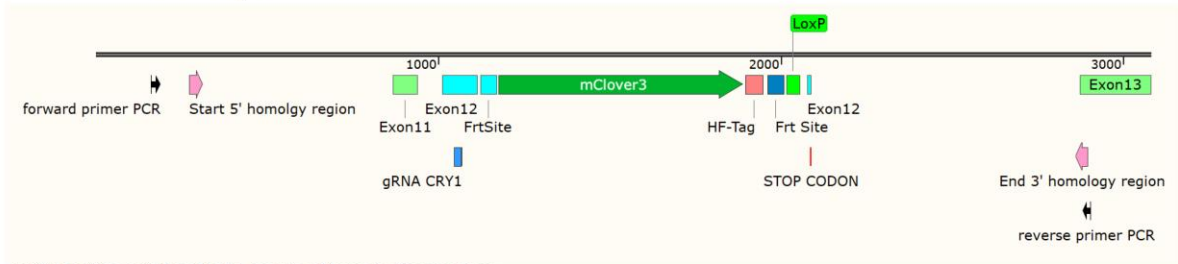 LoxP
1000 2000 3000
mClover3 Exon13
forward primer PCR Start 5' homolgy region Exon12 Exon12
Exon11 FrtSite HF-Tag Frt Site
gRNA CRY1 STOP CODON End 3' homology region
reverse primer PCR